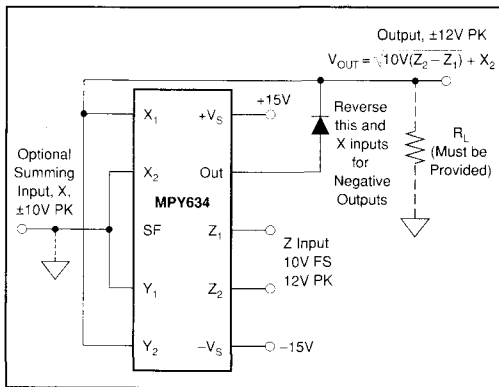 Output, ±12V PK
V_OUT = √10V(Z₂ – Z₁) + X₂
+15V
X₁
+V_S
Reverse
this and
X inputs
for
Negative
Outputs
R_L
(Must be
Provided)
Optional
Summing
Input, X,
±10V PK
X₂
Out
MPY634
SF
Z₁
Z Input
10V FS
12V PK
Y₁
Z₂
Y₂
–V_S
–15V